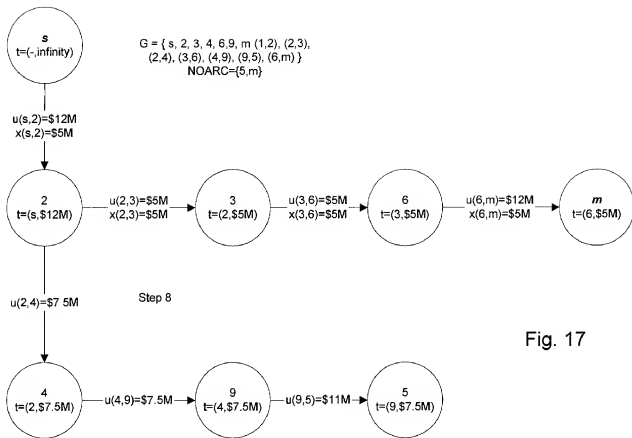 s
t=(-,infinity)
G = { s, 2, 3, 4, 6,9, m (1,2), (2,3),
(2,4), (3,6), (4,9), (9,5), (6,m) }
NOARC={5,m}
u(s,2)=$12M
x(s,2)=$5M
2
t=(s,$12M)
u(2,3)=$5M
x(2,3)=$5M
3
t=(2,$5M)
u(3,6)=$5M
x(3,6)=$5M
6
t=(3,$5M)
u(6,m)=$12M
x(6,m)=$5M
m
t=(6,$5M)
u(2,4)=$7 5M
Step 8
Fig. 17
4
t=(2,$7.5M)
u(4,9)=$7.5M
9
t=(4,$7.5M)
u(9,5)=$11M
5
t=(9,$7.5M)